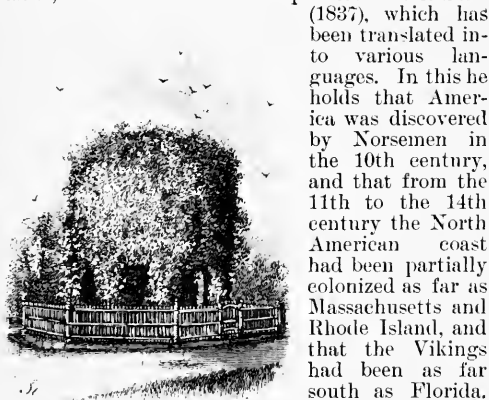 (1837), which has
been translated in-
to various lan-
guages. In this he
holds that Amer-
ica was discovered
by Norsemen in
the 10th century,
and that from the
11th to the 14th
century the North
American coast
had been partially
colonized as far as
Massachusetts and
Rhode Island, and
that the Vikings
had been as far
south as Florida.